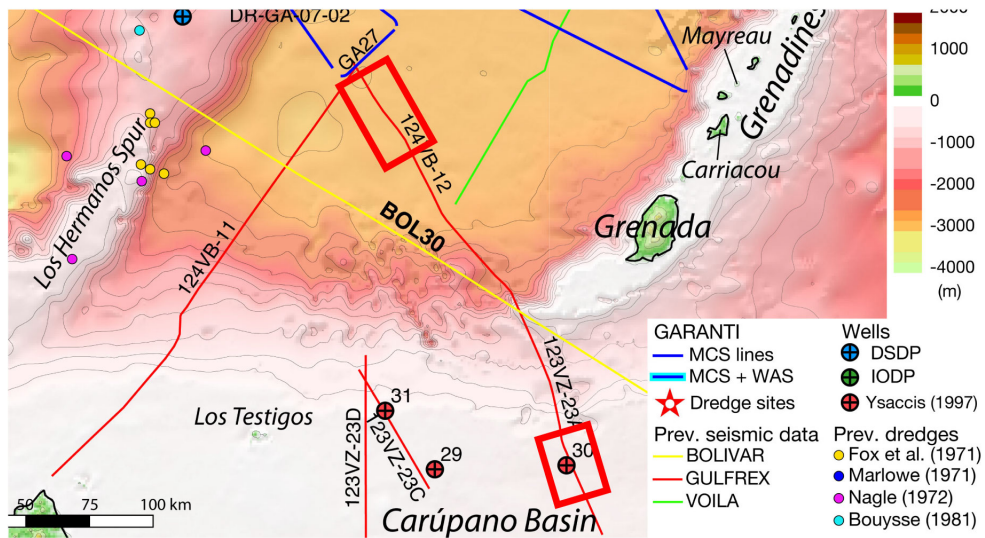 DR-GA-07-02
GA27
Mayreau
Grenadines
Carriacou
Grenada
Los Hermanos Spur
124VB-11
124VB-12
BOL30
Los Testigos
123VZ-23D
123VZ-23C
31
29
30
Carúpano Basin
50 75 100 km
1000
0
-1000
-2000
-3000
-4000
(m)
GARANTI
MCS lines
MCS + WAS
Dredge sites
Prev. seismic data
BOLIVAR
GULFREX
VOILA
Wells
DSDP
IODP
Ysaccis (1997)
Prev. dredges
Fox et al. (1971)
Marlowe (1971)
Nagle (1972)
Bouysse (1981)